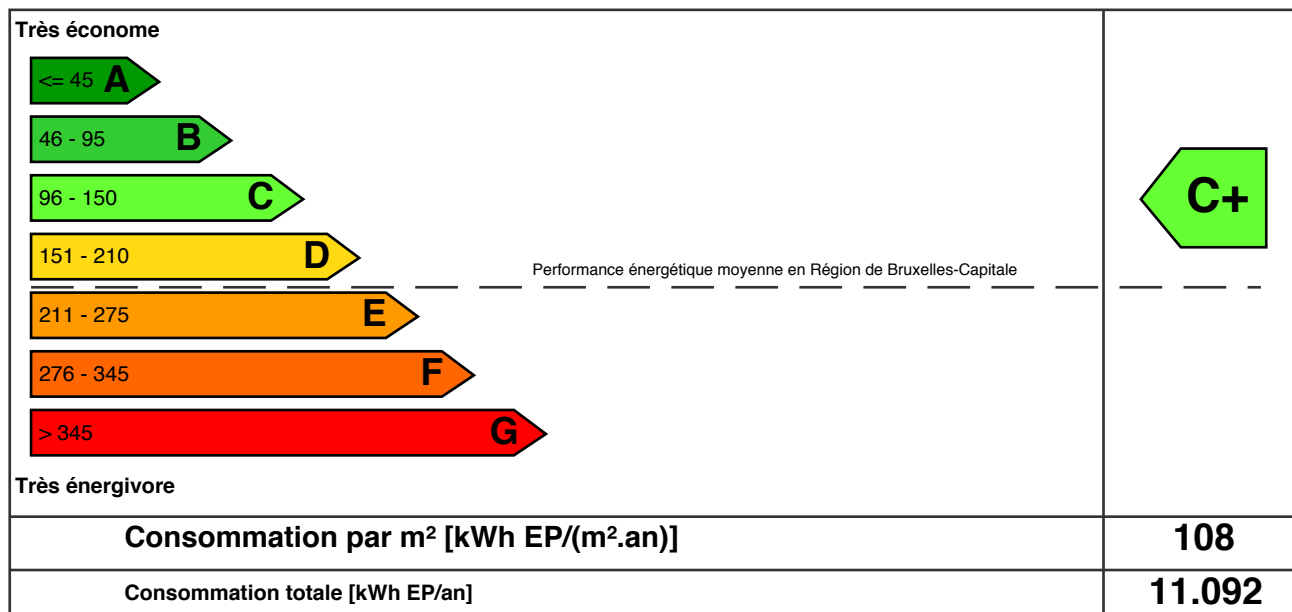 Très économe
<= 45 A
46 - 95 B
96 - 150 C
C+
151 - 210 D
Performance énergétique moyenne en Région de Bruxelles-Capitale
211 - 275 E
276 - 345 F
> 345 G
Très énergivore
Consommation par m² [kWh EP/(m².an)] 108
Consommation totale [kWh EP/an] 11.092